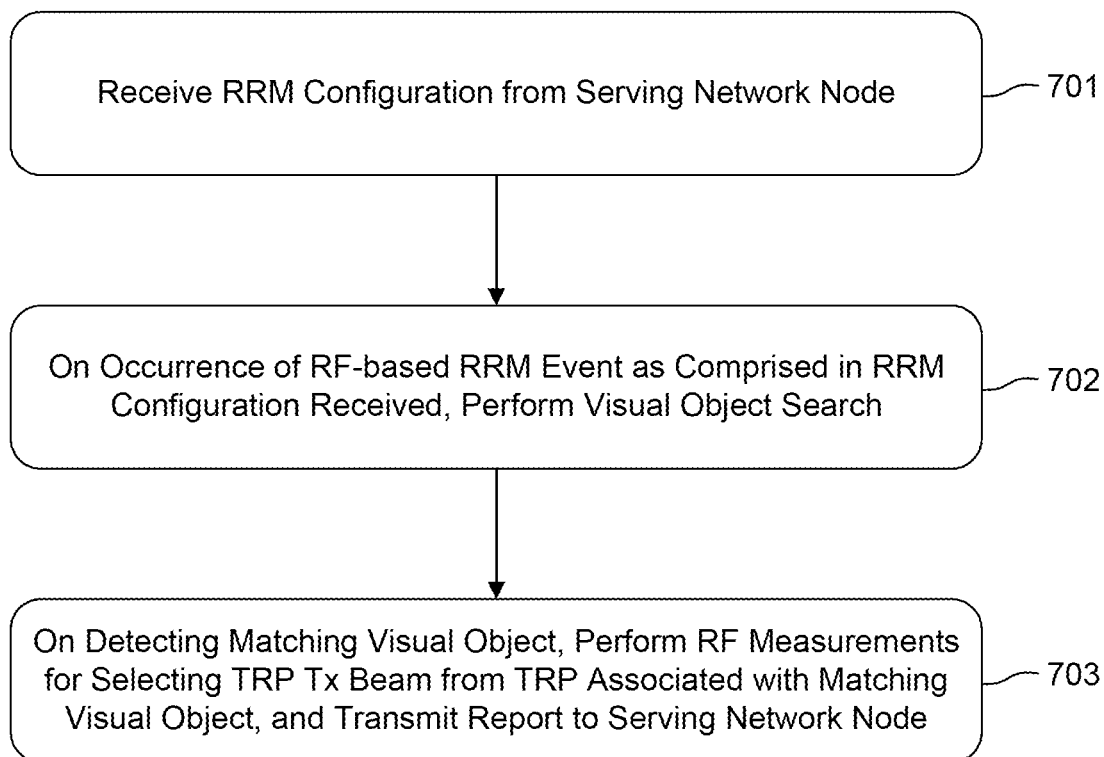 Receive RRM Configuration from Serving Network Node
701
On Occurrence of RF-based RRM Event as Comprised in RRM
Configuration Received, Perform Visual Object Search
702
On Detecting Matching Visual Object, Perform RF Measurements
for Selecting TRP Tx Beam from TRP Associated with Matching
Visual Object, and Transmit Report to Serving Network Node
703